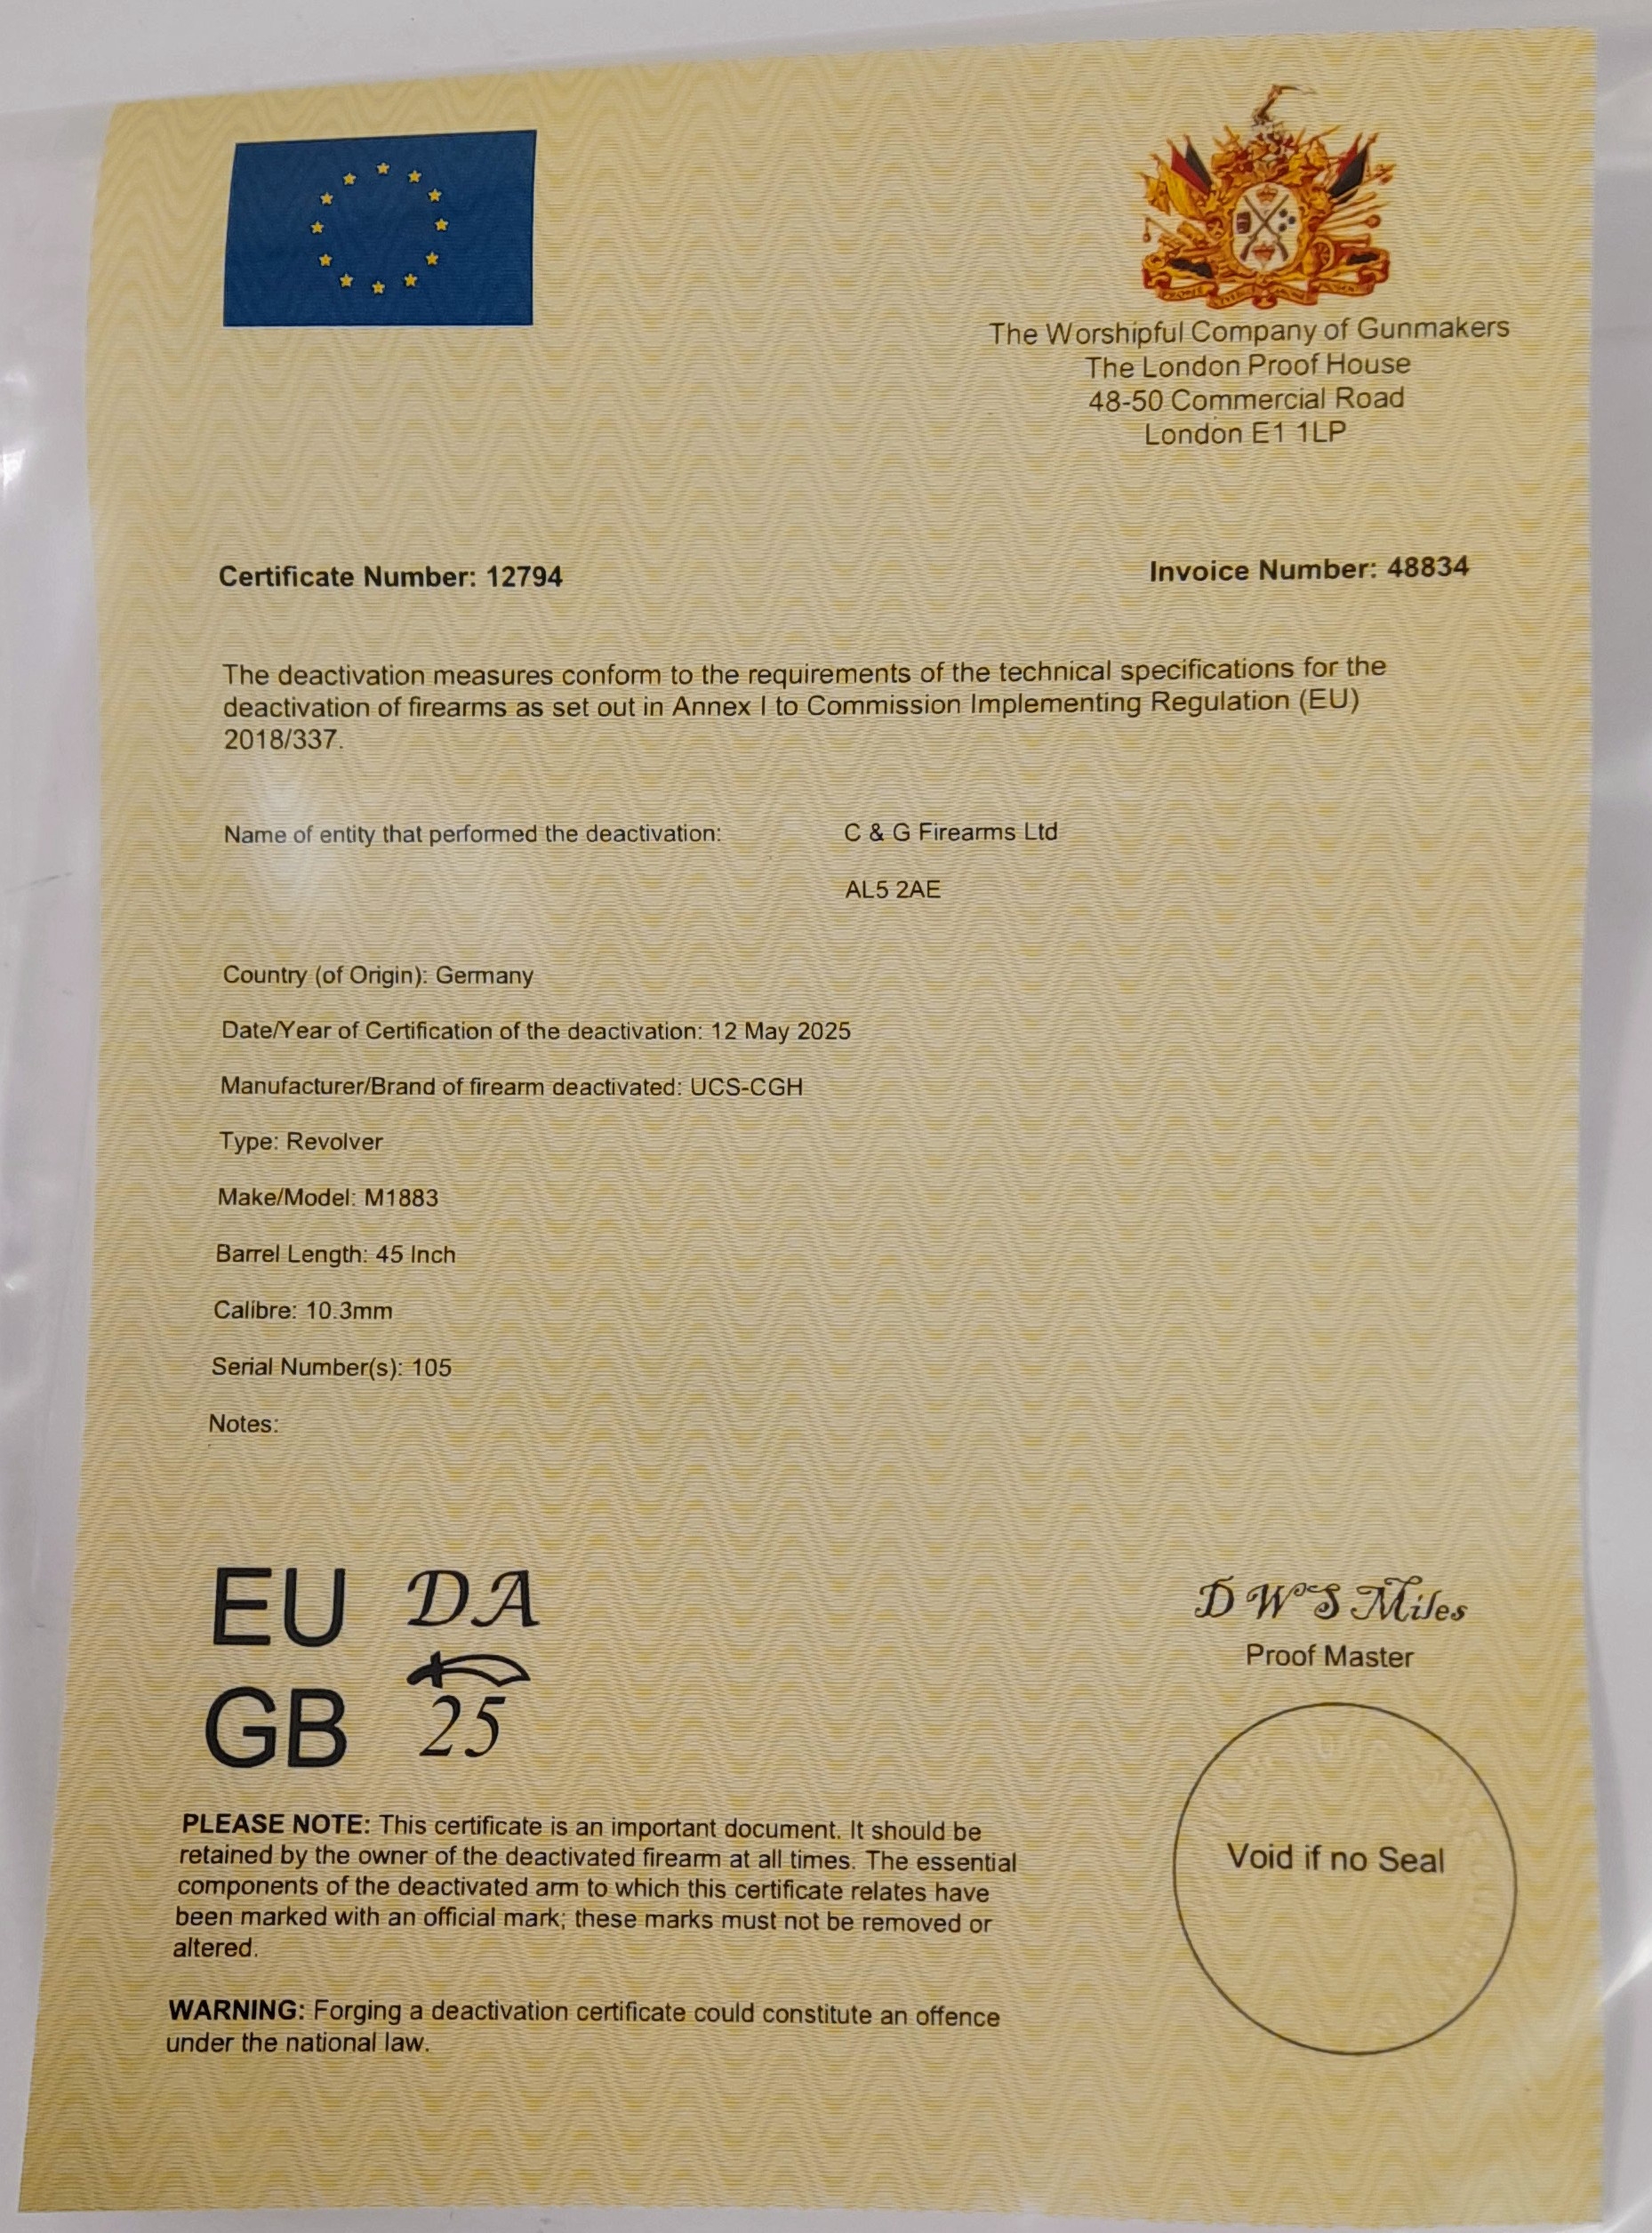 The Worshipful Company of Gunmakers
The London Proof House
48-50 Commercial Road
London E1 1LP
Certificate Number: 12794
Invoice Number: 48834
The deactivation measures conform to the requirements of the technical specifications for the
deactivation of firearms as set out in Annex I to Commission Implementing Regulation (EU)
2018/337.
Name of entity that performed the deactivation:
C & G Firearms Ltd
AL5 2AE
Country (of Origin): Germany
Date/Year of Certification of the deactivation: 12 May 2025
Manufacturer/Brand of firearm deactivated: UCS-CGH
Type: Revolver
Make/Model: M1883
Barrel Length: 45 Inch
Calibre: 10.3mm
Serial Number(s): 105
Notes:
EU DA
GB 25
D W S Miles
Proof Master
Void if no Seal
PLEASE NOTE: This certificate is an important document. It should be
retained by the owner of the deactivated firearm at all times. The essential
components of the deactivated arm to which this certificate relates have
been marked with an official mark; these marks must not be removed or
altered.
WARNING: Forging a deactivation certificate could constitute an offence
under the national law.